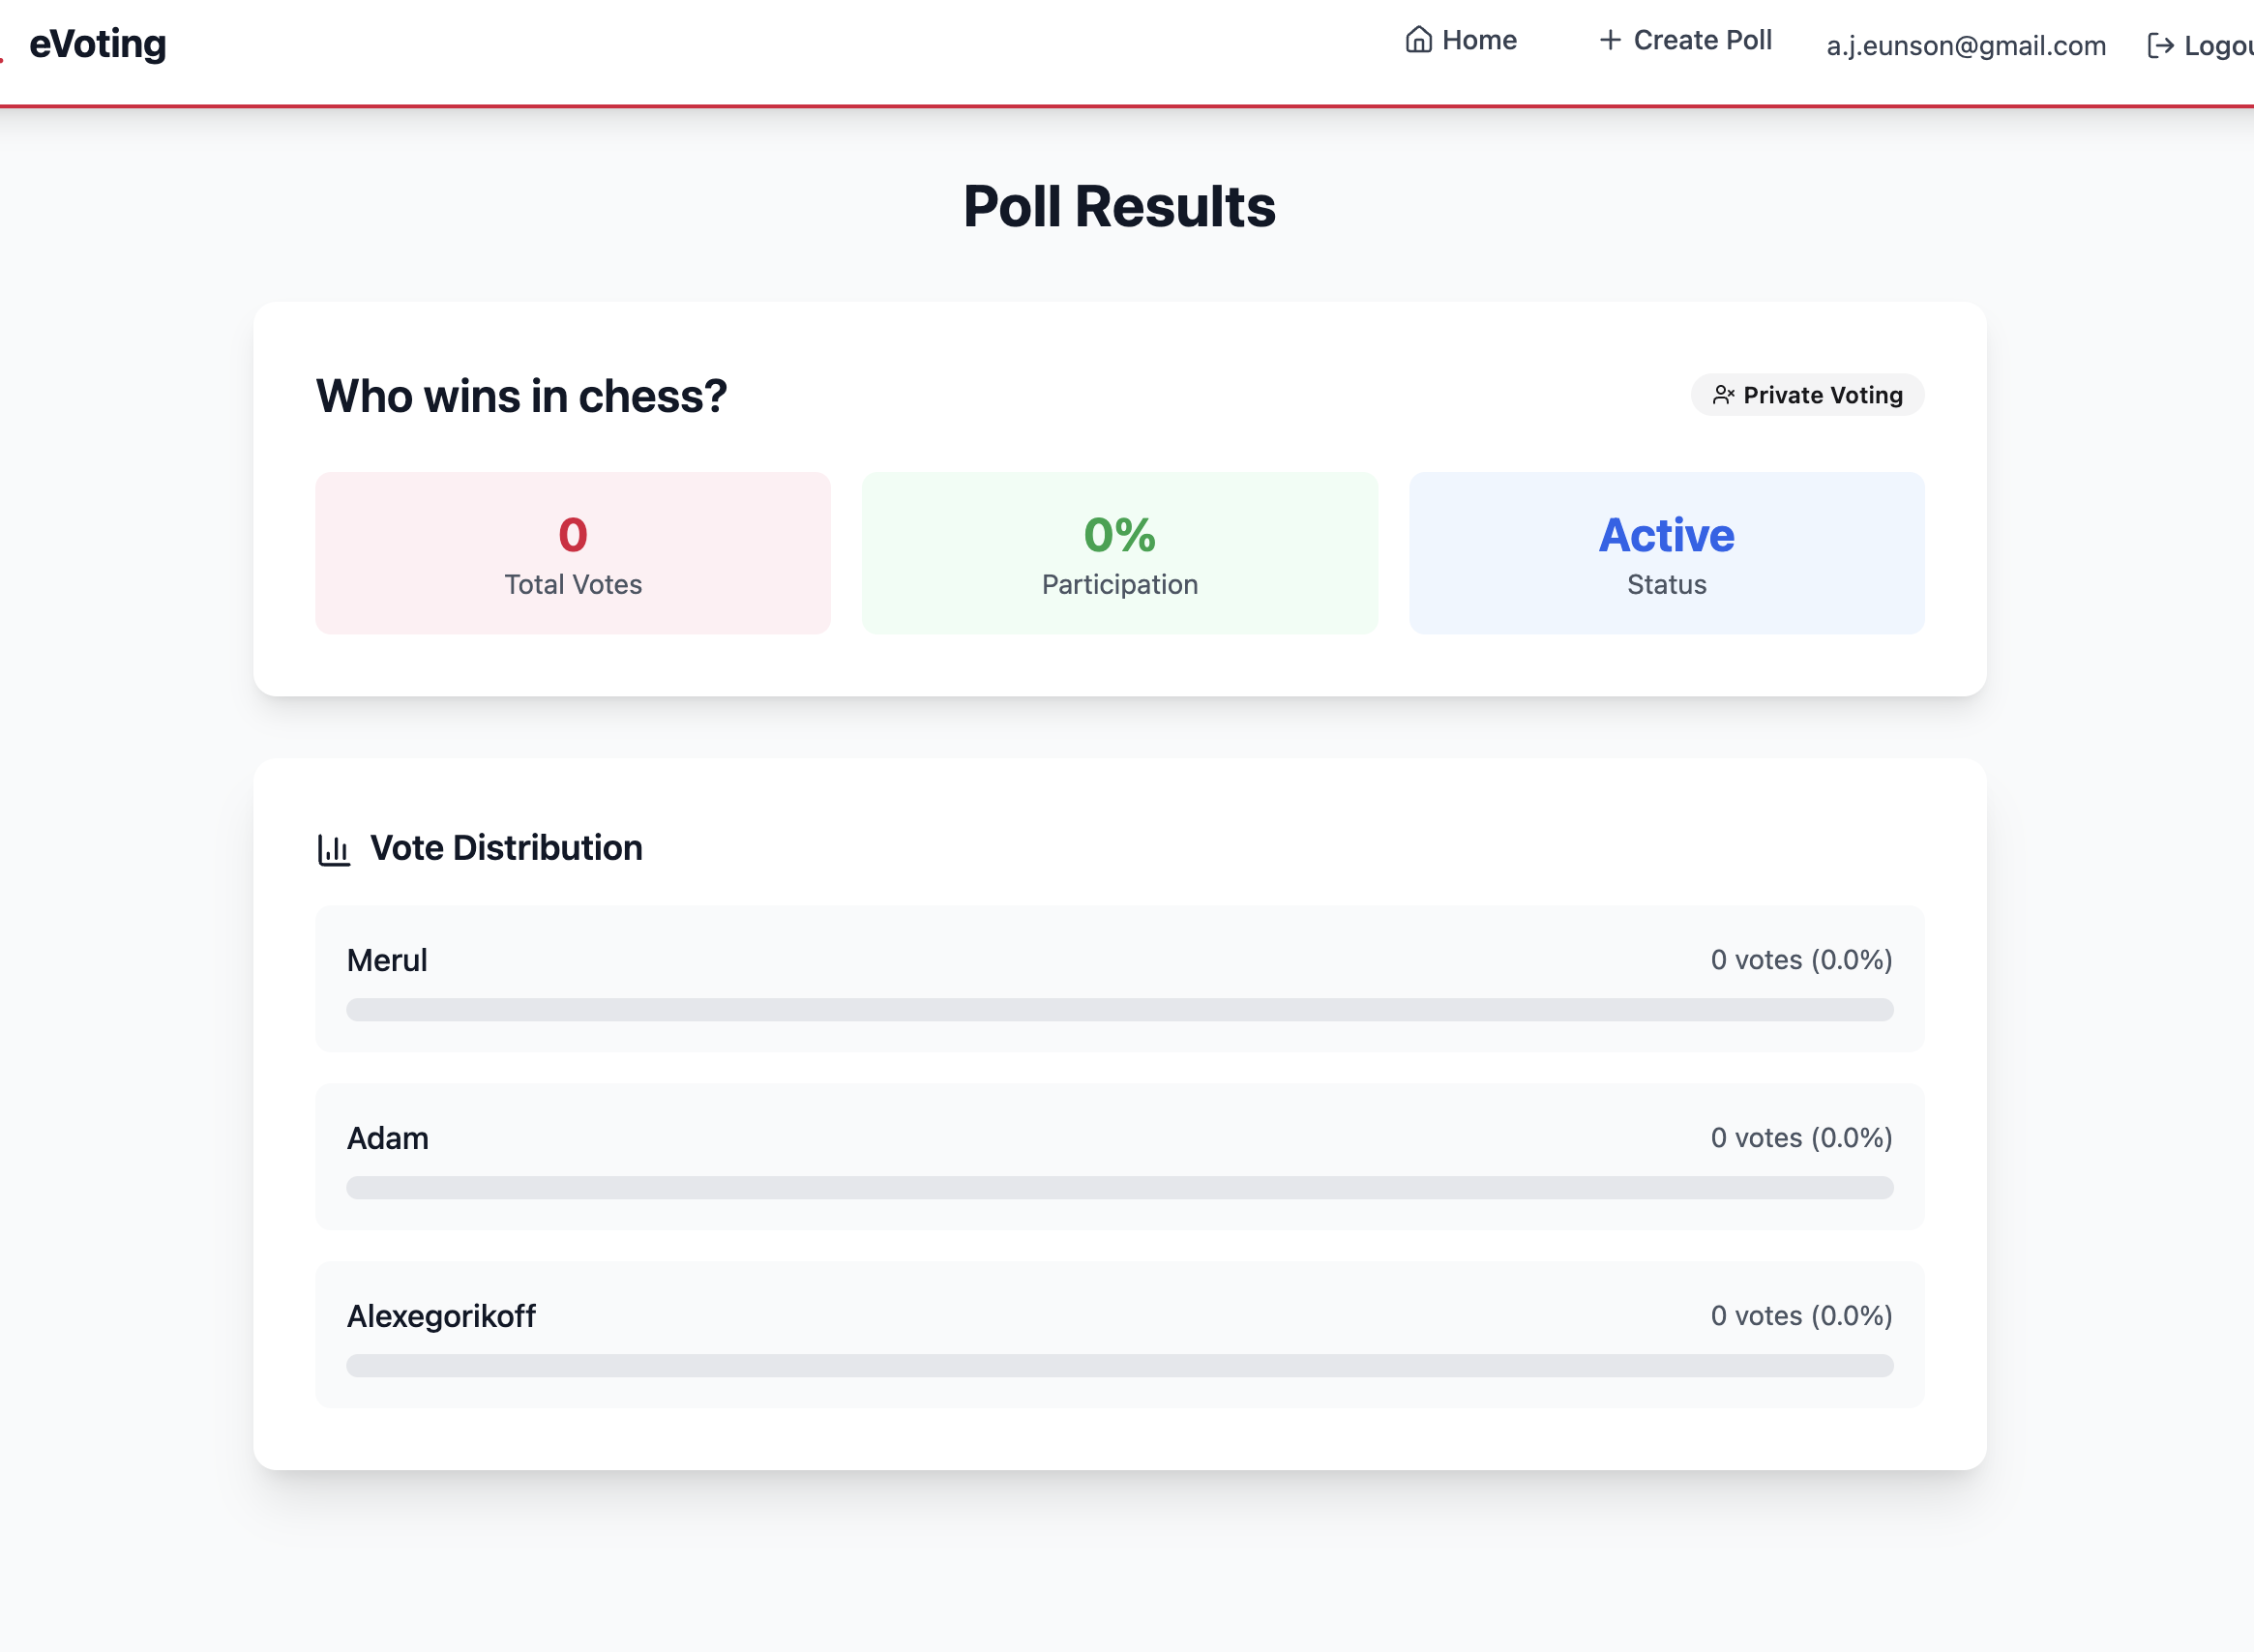 eVoting
Home
Create Poll
a.j.eunson@gmail.com
Logou
Poll Results
Who wins in chess?
Private Voting
0
Total Votes
0%
Participation
Active
Status
Vote Distribution
Merul
0 votes (0.0%)
Adam
0 votes (0.0%)
Alexegorikoff
0 votes (0.0%)